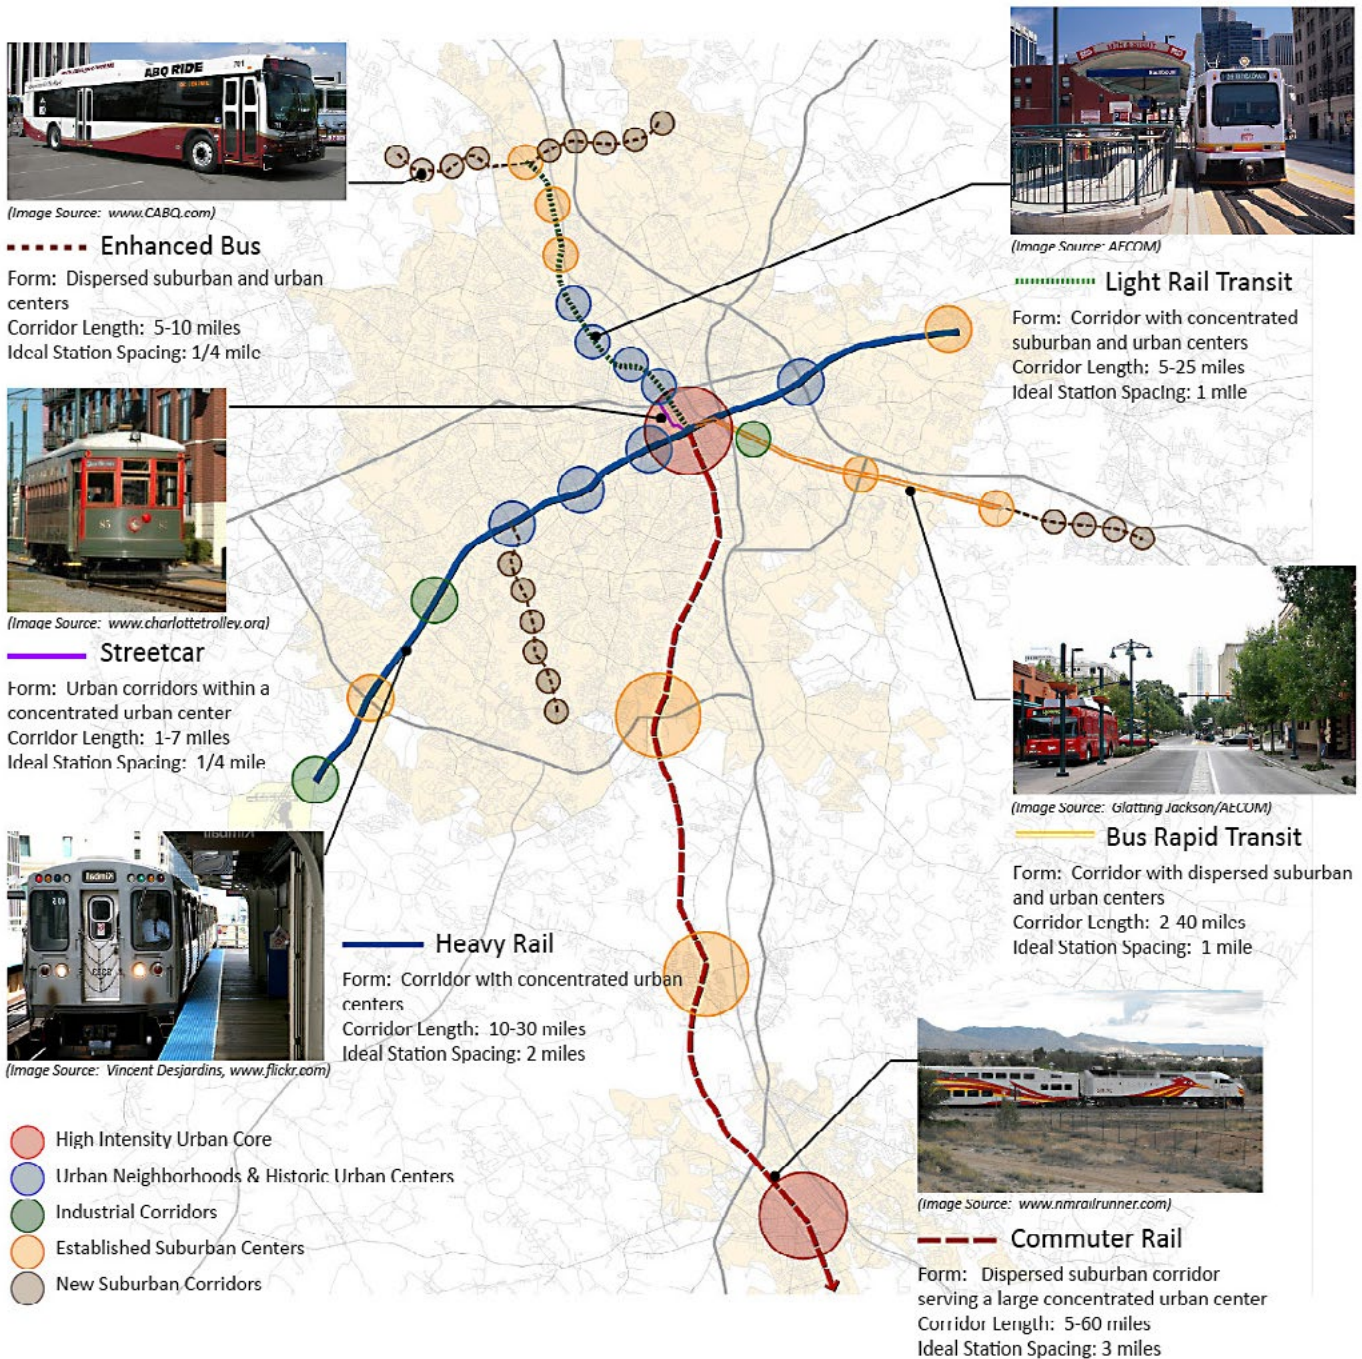 ABQ RIDE
(Image Source: www.CABQ.com)
Enhanced Bus
Form: Dispersed suburban and urban
centers
Corridor Length: 5-10 miles
Ideal Station Spacing: 1/4 mile
(Image Source: www.charlottetrolley.org)
Streetcar
Form: Urban corridors within a
concentrated urban center
Corridor Length: 1-7 miles
Ideal Station Spacing: 1/4 mile
(Image Source: Vincent Desjardins, www.flickr.com)
Heavy Rail
Form: Corridor with concentrated urban
centers
Corridor Length: 10-30 miles
Ideal Station Spacing: 2 miles
High Intensity Urban Core
Urban Neighborhoods & Historic Urban Centers
Industrial Corridors
Established Suburban Centers
New Suburban Corridors
(Image Source: AECOM)
Light Rail Transit
Form: Corridor with concentrated
suburban and urban centers
Corridor Length: 5-25 miles
Ideal Station Spacing: 1 mile
(Image Source: Glatting Jackson/AECOM)
Bus Rapid Transit
Form: Corridor with dispersed suburban
and urban centers
Corridor Length: 2 40 miles
Ideal Station Spacing: 1 mile
(Image Source: www.nmrailrunner.com)
Commuter Rail
Form: Dispersed suburban corridor
serving a large concentrated urban center
Corridor Length: 5-60 miles
Ideal Station Spacing: 3 miles